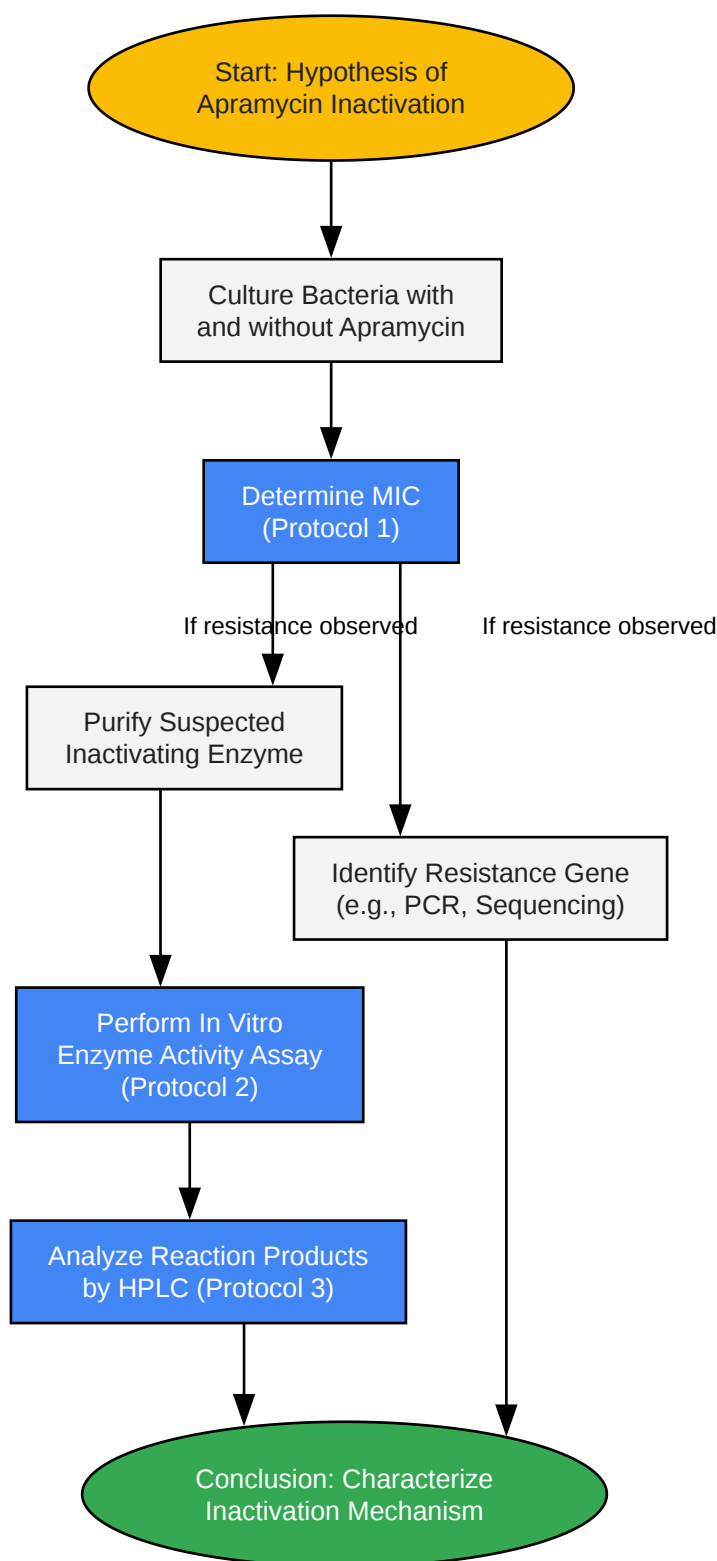 Start: Hypothesis of
Apramycin Inactivation
Culture Bacteria with
and without Apramycin
Determine MIC
(Protocol 1)
If resistance observed
If resistance observed
Purify Suspected
Inactivating Enzyme
Identify Resistance Gene
(e.g., PCR, Sequencing)
Perform In Vitro
Enzyme Activity Assay
(Protocol 2)
Analyze Reaction Products
by HPLC (Protocol 3)
Conclusion: Characterize
Inactivation Mechanism